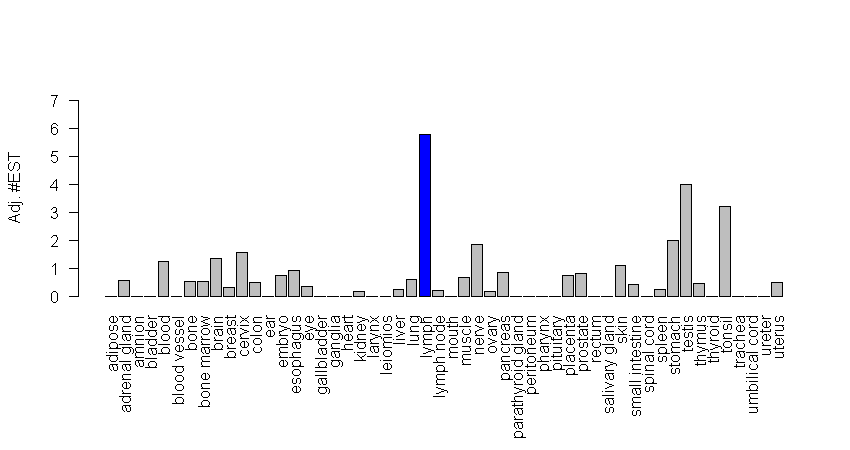 7
6
5
4
3
2
1
0
Adj. #EST
adipose
adrenal gland
amnion
bladder
blood
blood vessel
bone
bone marrow
brain
breast
cervix
colon
ear
embryo
esophagus
eye
gallbladder
ganglia
heart
kidney
larynx
leiomios
liver
lung
lymph
lymph node
mouth
muscle
nerve
ovary
pancreas
parathyroid gland
peritoneum
pharynx
pituitary
placenta
prostate
rectum
salivary gland
skin
small intestine
spinal cord
spleen
stomach
testis
thymus
thyroid
tonsil
trachea
umbilical cord
ureter
uterus